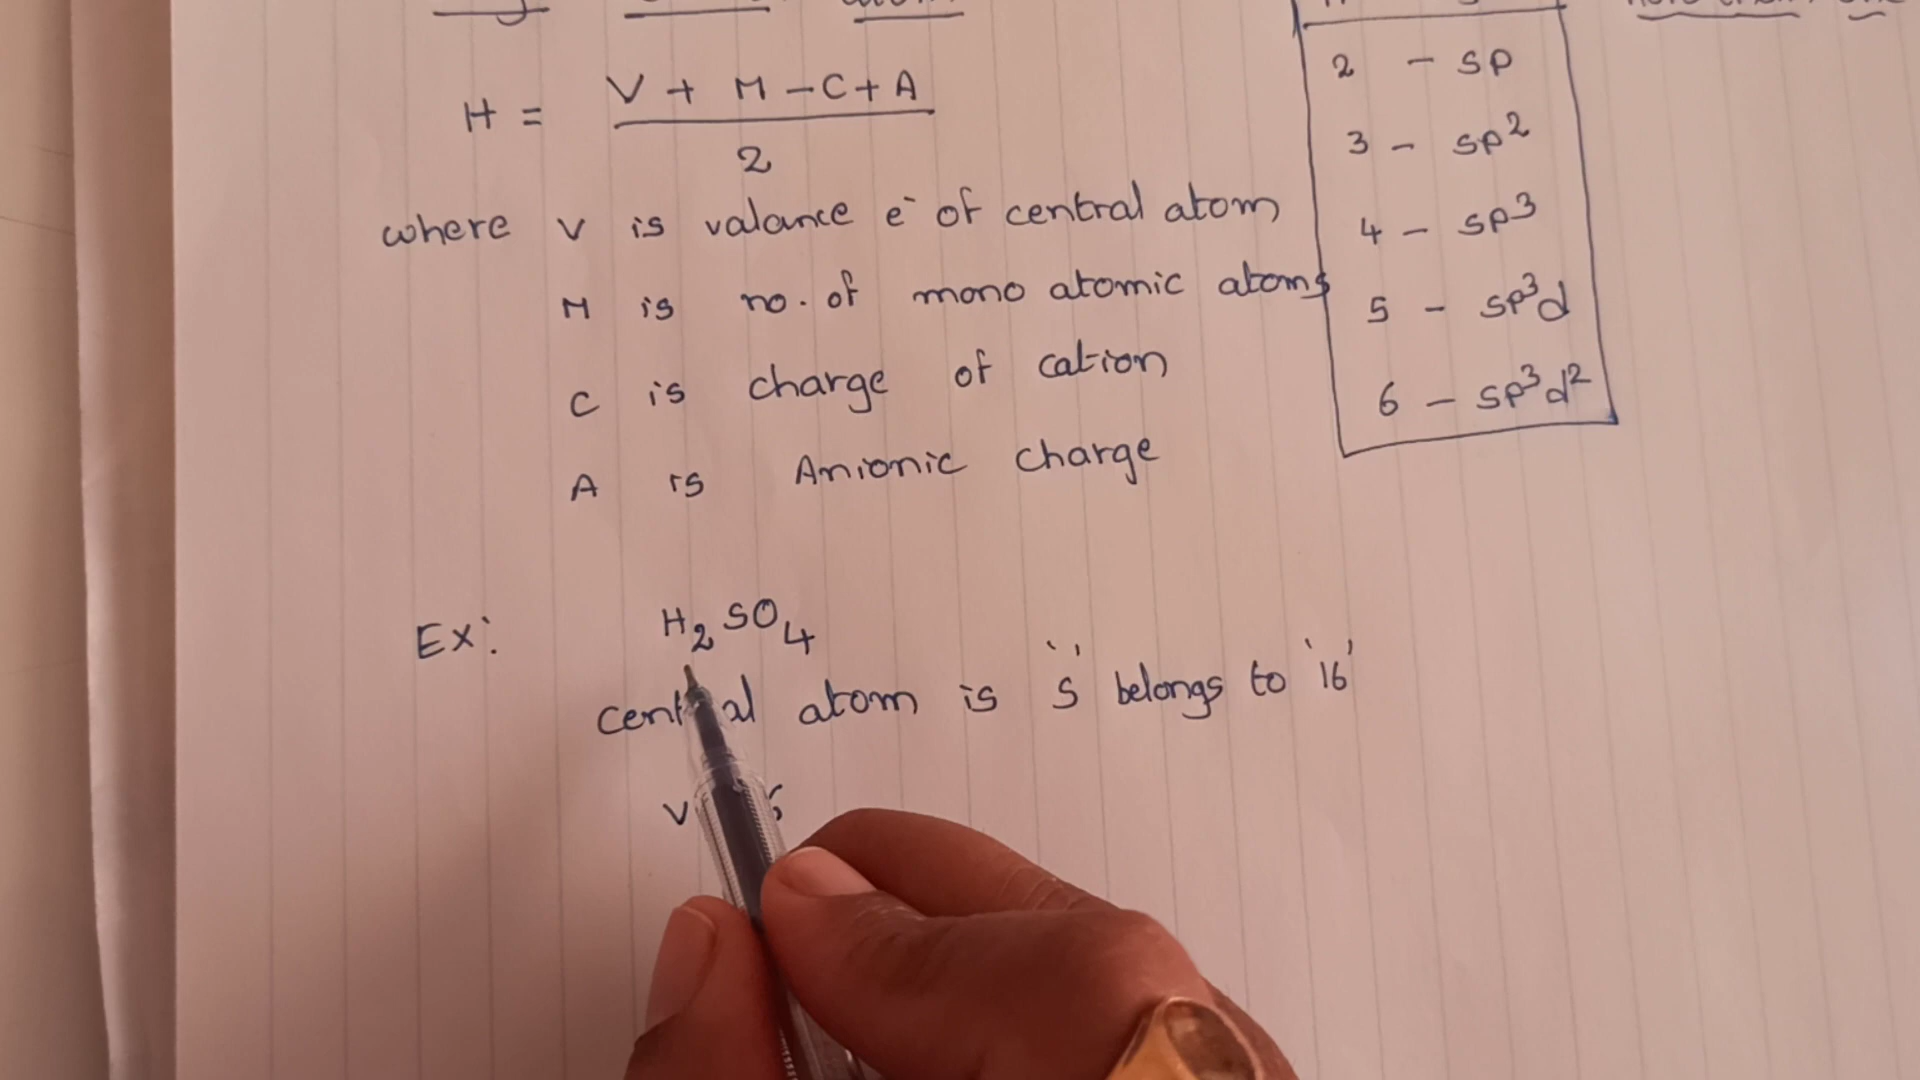 H = V + M - C + A
2
where V is valance e⁻ of central atom
M is no. of mono atomic atoms
C is charge of cation
A is Anionic charge
2 - sp
3 - sp²
4 - sp³
5 - sp³d
6 - sp³d²
Ex: H₂SO₄
central atom is 'S' belongs to '16'
V